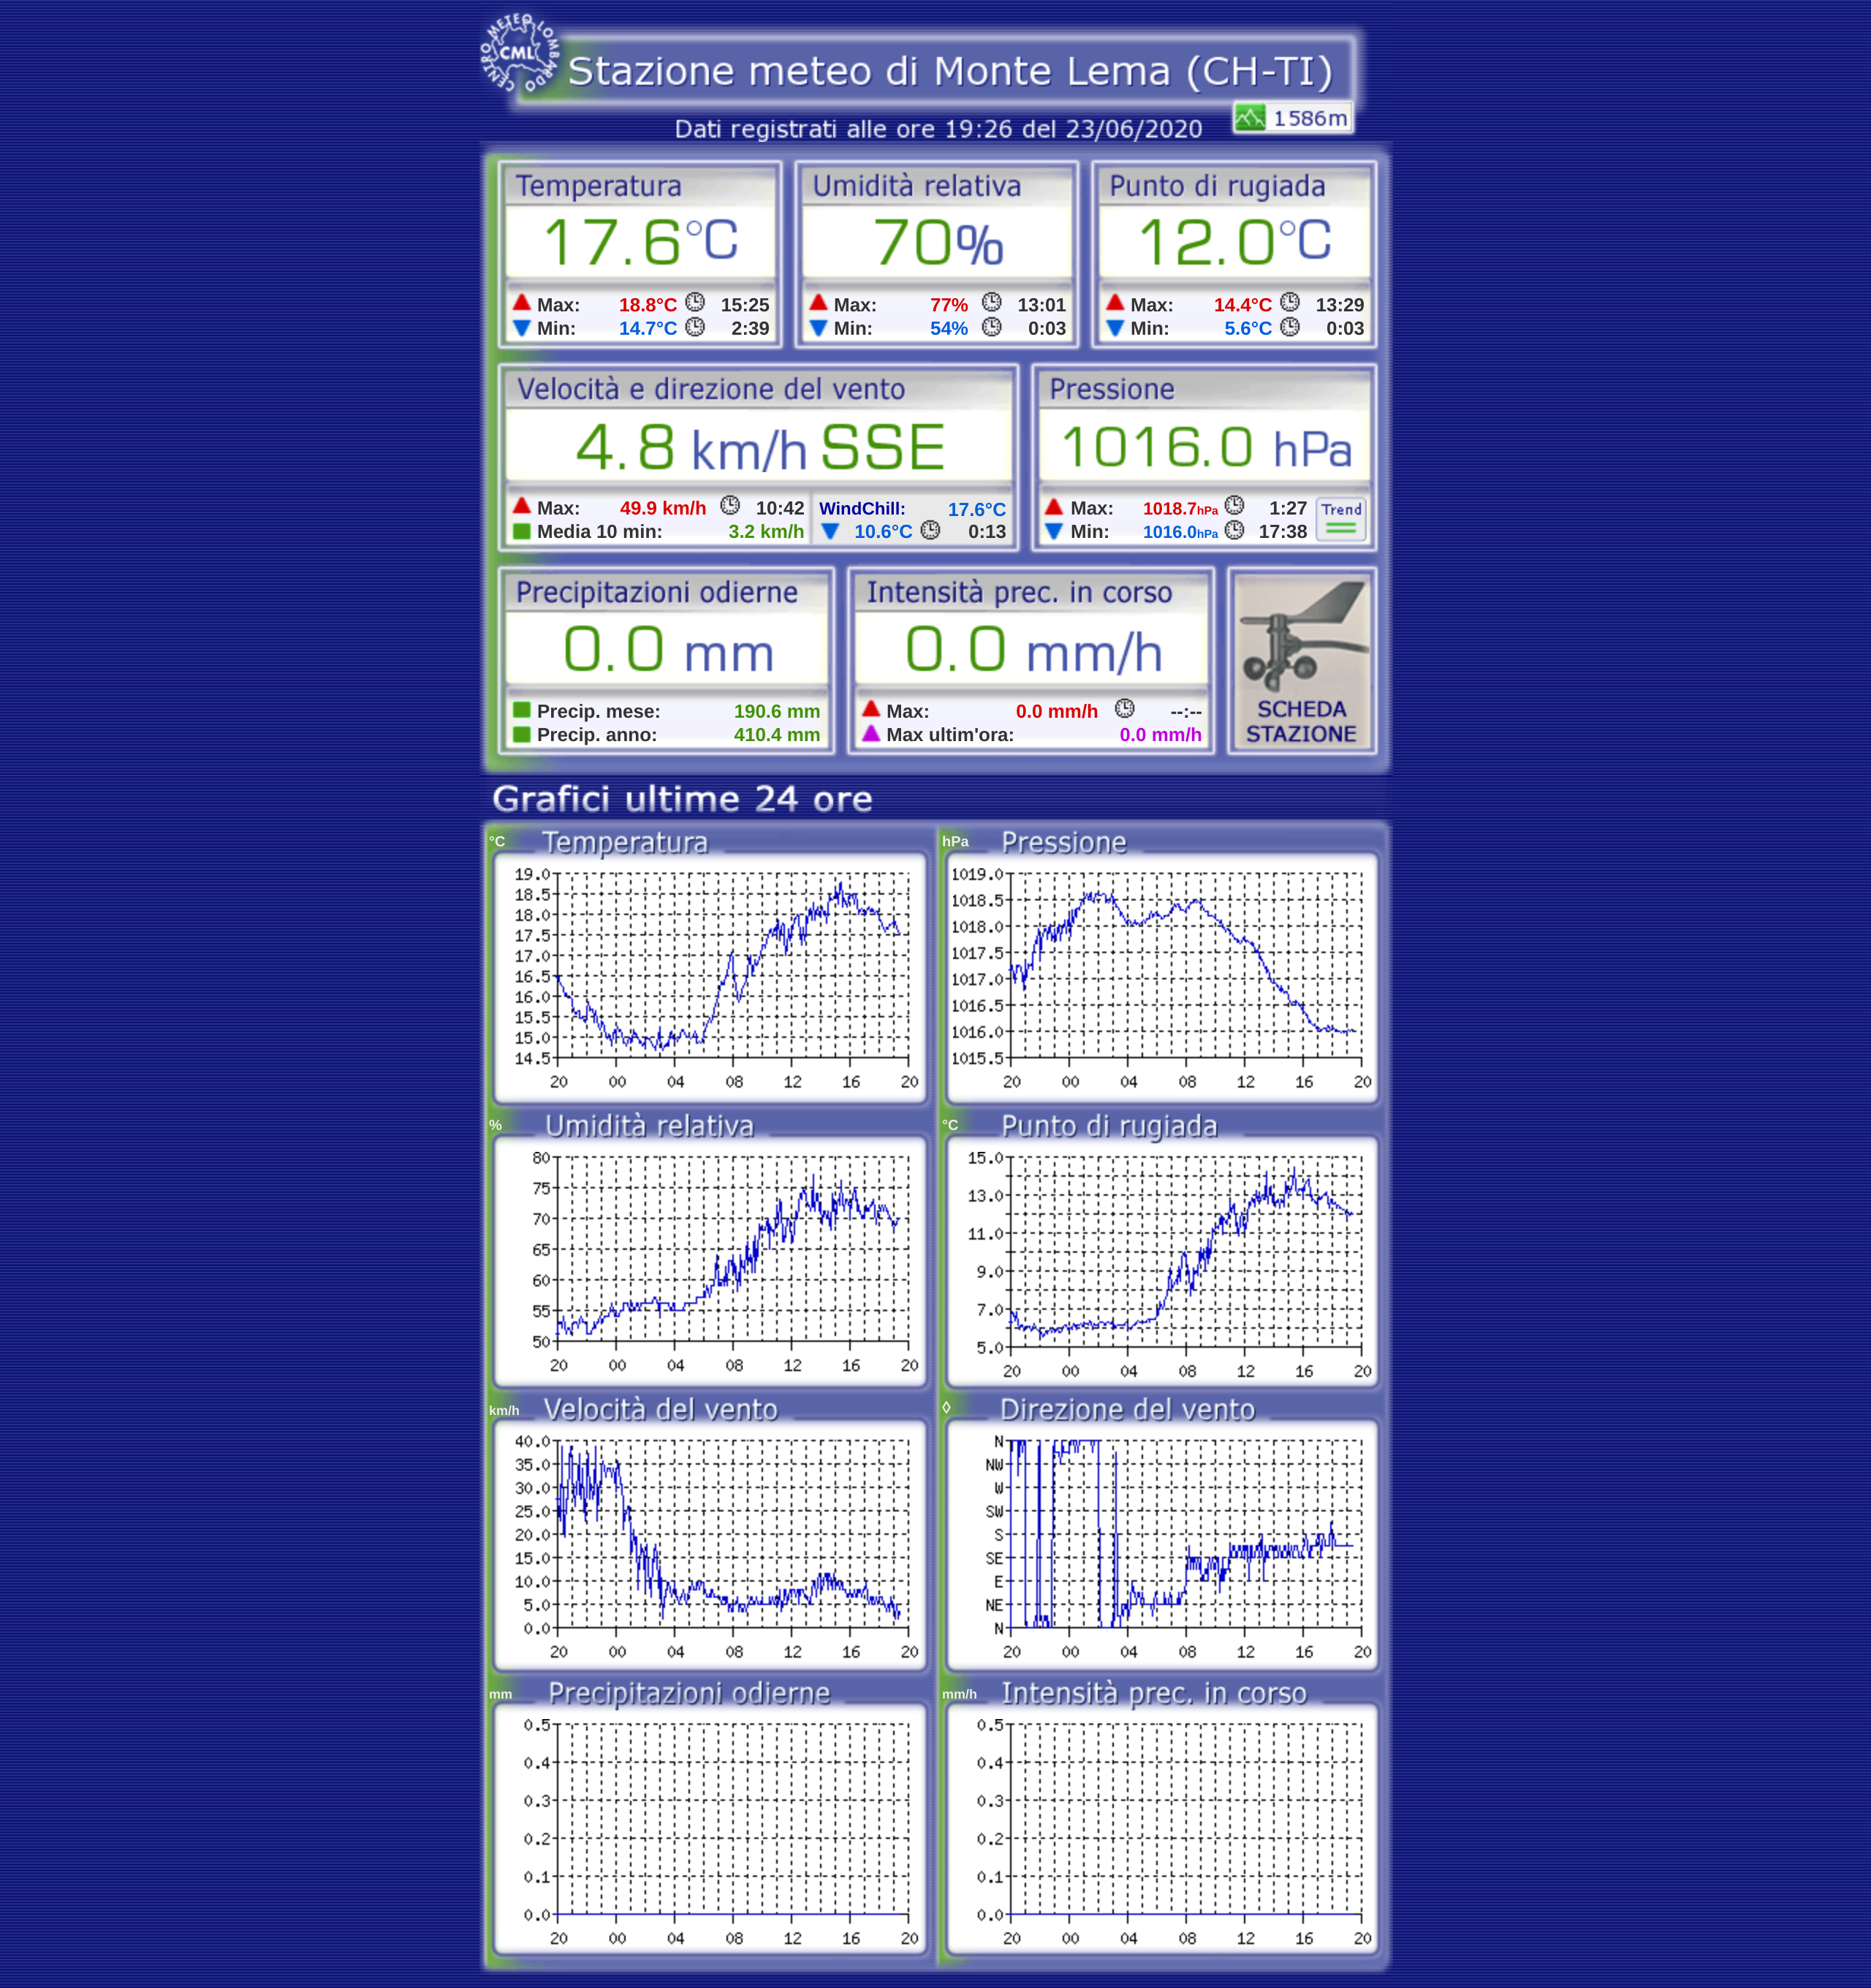 CENTRO METEO LOMBARDO
CML
Stazione meteo di Monte Lema (CH-TI)
1586m
Dati registrati alle ore 19:26 del 23/06/2020
Temperatura
17.6°C
Max: 18.8°C 15:25
Min: 14.7°C 2:39
Umidità relativa
70%
Max: 77% 13:01
Min: 54% 0:03
Punto di rugiada
12.0°C
Max: 14.4°C 13:29
Min: 5.6°C 0:03
Velocità e direzione del vento
4.8 km/h SSE
Max: 49.9 km/h 10:42
Media 10 min: 3.2 km/h
WindChill: 17.6°C
10.6°C 0:13
Pressione
1016.0 hPa
Max: 1018.7hPa 1:27
Min: 1016.0hPa 17:38
Trend
Precipitazioni odierne
0.0 mm
Precip. mese: 190.6 mm
Precip. anno: 410.4 mm
Intensità prec. in corso
0.0 mm/h
Max: 0.0 mm/h --:--
Max ultim'ora: 0.0 mm/h
SCHEDA
STAZIONE
Grafici ultime 24 ore
°C Temperatura
19.0
18.5
18.0
17.5
17.0
16.5
16.0
15.5
15.0
14.5
20 00 04 08 12 16 20
hPa Pressione
1019.0
1018.5
1018.0
1017.5
1017.0
1016.5
1016.0
1015.5
20 00 04 08 12 16 20
% Umidità relativa
80
75
70
65
60
55
50
20 00 04 08 12 16 20
°C Punto di rugiada
15.0
13.0
11.0
9.0
7.0
5.0
20 00 04 08 12 16 20
km/h Velocità del vento
40.0
35.0
30.0
25.0
20.0
15.0
10.0
5.0
0.0
20 00 04 08 12 16 20
◊ Direzione del vento
N
NW
W
SW
S
SE
E
NE
N
20 00 04 08 12 16 20
mm Precipitazioni odierne
0.5
0.4
0.3
0.2
0.1
0.0
20 00 04 08 12 16 20
mm/h Intensità prec. in corso
0.5
0.4
0.3
0.2
0.1
0.0
20 00 04 08 12 16 20